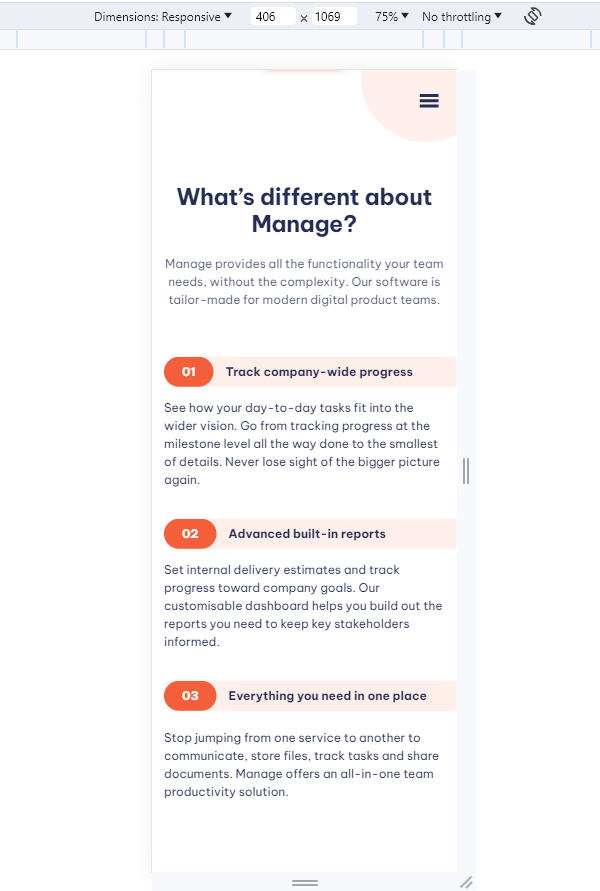 Dimensions: Responsive 406 x 1069 75% No throttling
What's different about
Manage?
Manage provides all the functionality your team
needs, without the complexity. Our software is
tailor-made for modern digital product teams.
01 Track company-wide progress
See how your day-to-day tasks fit into the
wider vision. Go from tracking progress at the
milestone level all the way done to the smallest
of details. Never lose sight of the bigger picture
again.
02 Advanced built-in reports
Set internal delivery estimates and track
progress toward company goals. Our
customisable dashboard helps you build out the
reports you need to keep key stakeholders
informed.
03 Everything you need in one place
Stop jumping from one service to another to
communicate, store files, track tasks and share
documents. Manage offers an all-in-one team
productivity solution.